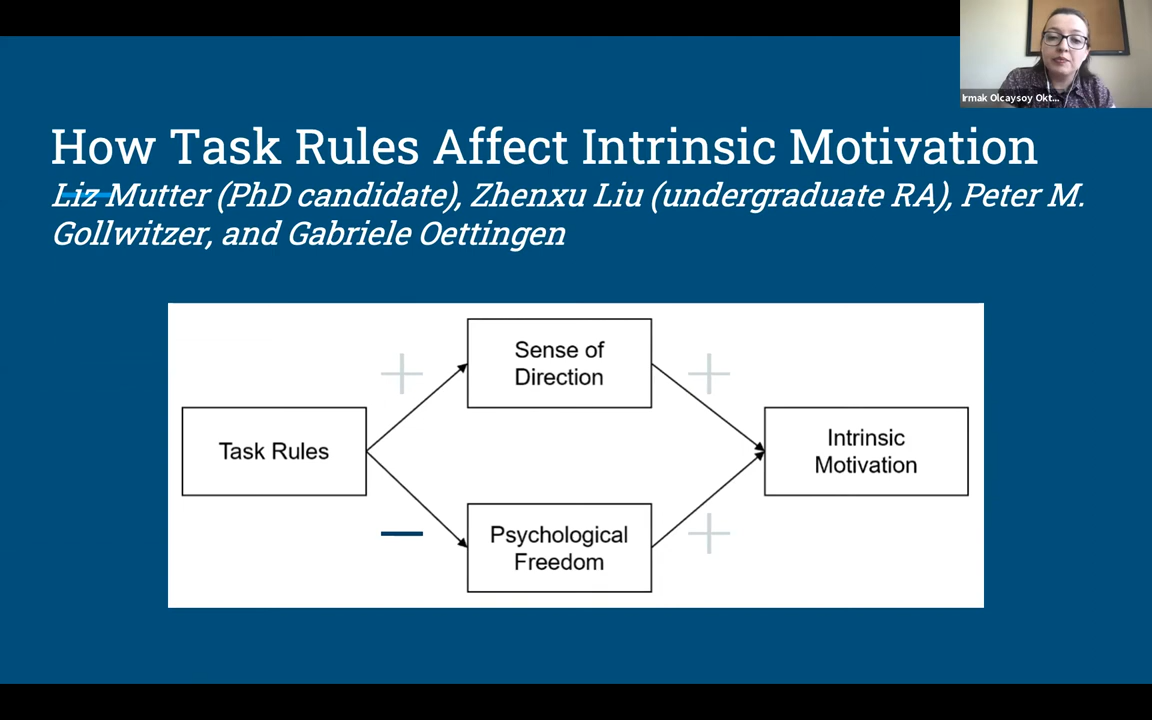 Irmak Olcaysoy Okt...
How Task Rules Affect Intrinsic Motivation
Liz Mutter (PhD candidate), Zhenxu Liu (undergraduate RA), Peter M.
Gollwitzer, and Gabriele Oettingen
Sense of
Direction
Task Rules
Intrinsic
Motivation
Psychological
Freedom